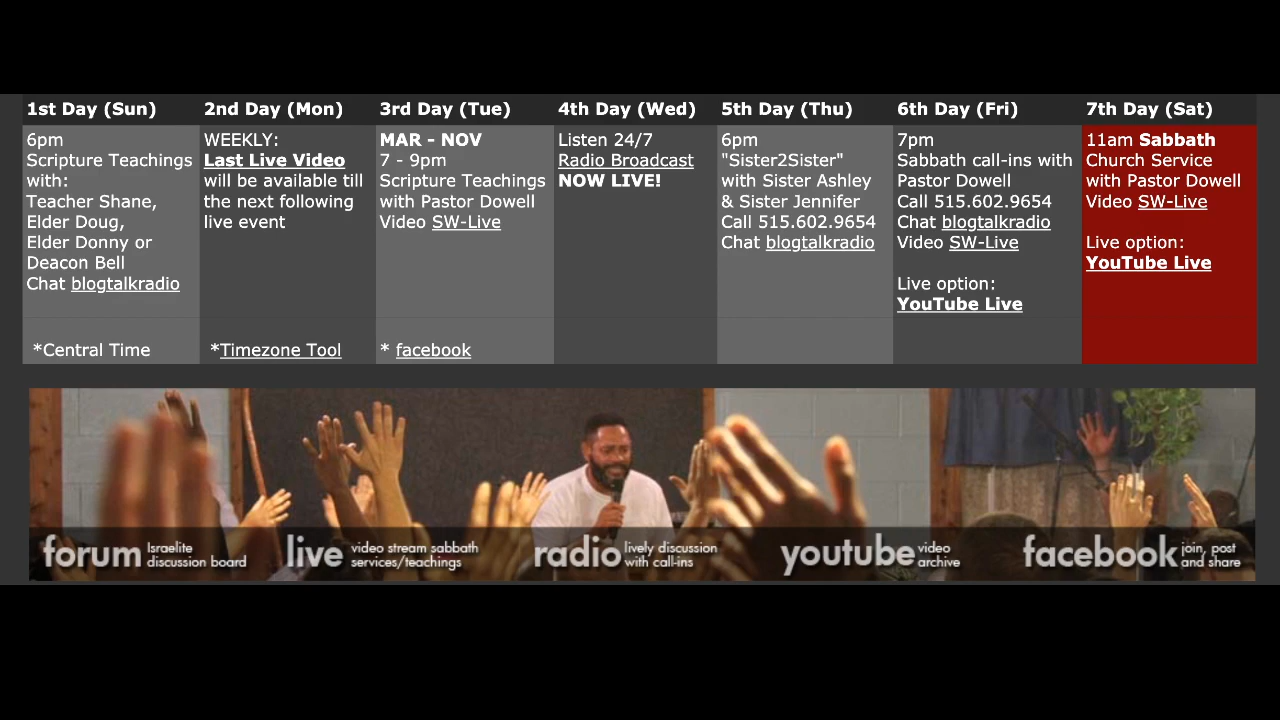 1st Day (Sun)
6pm
Scripture Teachings
with:
Teacher Shane,
Elder Doug,
Elder Donny or
Deacon Bell
Chat blogtalkradio
*Central Time
2nd Day (Mon)
WEEKLY:
Last Live Video
will be available till
the next following
live event
*Timezone Tool
3rd Day (Tue)
MAR - NOV
7 - 9pm
Scripture Teachings
with Pastor Dowell
Video SW-Live
* facebook
4th Day (Wed)
Listen 24/7
Radio Broadcast
NOW LIVE!
5th Day (Thu)
6pm
"Sister2Sister"
with Sister Ashley
& Sister Jennifer
Call 515.602.9654
Chat blogtalkradio
6th Day (Fri)
7pm
Sabbath call-ins with
Pastor Dowell
Call 515.602.9654
Chat blogtalkradio
Video SW-Live
Live option:
YouTube Live
7th Day (Sat)
11am Sabbath
Church Service
with Pastor Dowell
Video SW-Live
Live option:
YouTube Live
forum
Israelite
discussion board
live
video stream sabbath
services/teachings
radio
lively discussion
with call-ins
youtube
video
archive
facebook
join, post
and share